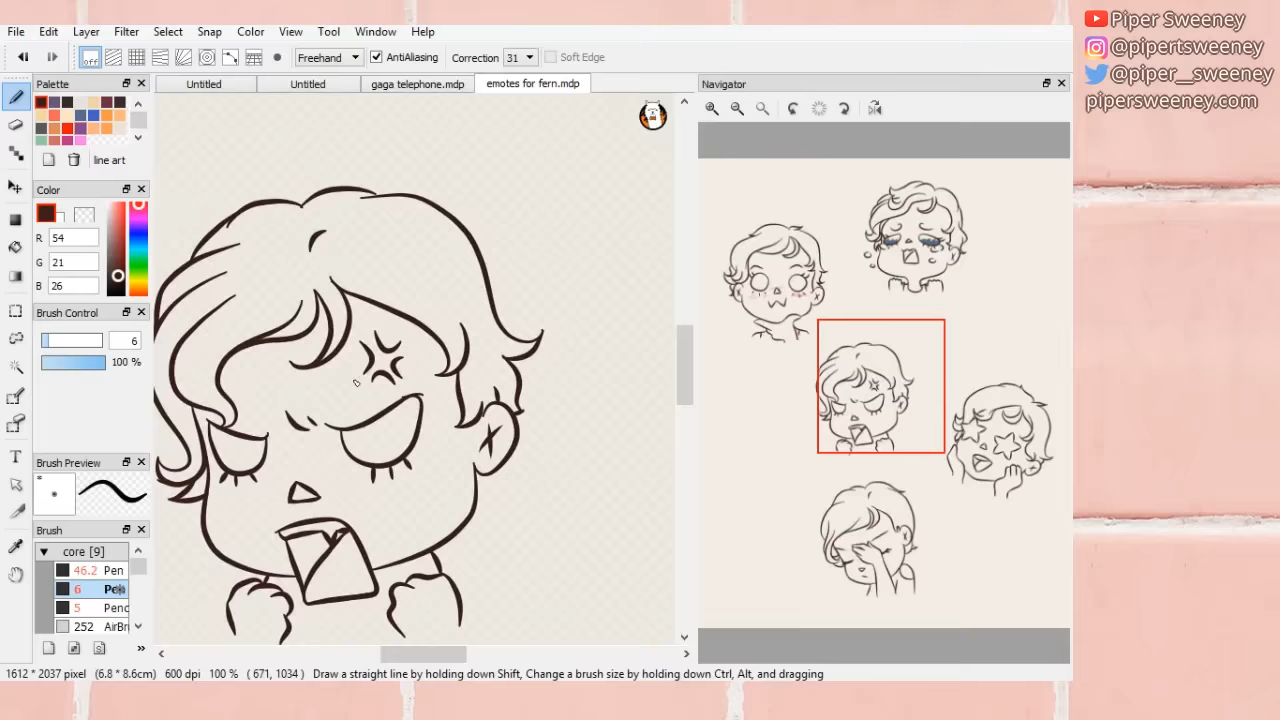 File Edit Layer Filter Select Snap Color View Tool Window Help
off Freehand AntiAliasing Correction 31 Soft Edge
Palette
Untitled Untitled gaga telephone.mdp emotes for fern.mdp
Navigator
line art
Color
R 54
G 21
B 26
Brush Control
6
100 %
Brush Preview
*
Brush
core [9]
46.2 Pen
6
5 Penc
252 AirBr
1612 * 2037 pixel (6.8 * 8.6cm) 600 dpi 100 % ( 671, 1034 ) Draw a straight line by holding down Shift, Change a brush size by holding down Ctrl, Alt, and dragging
Piper Sweeney
@pipertsweeney
@piper__sweeney
pipersweeney.com